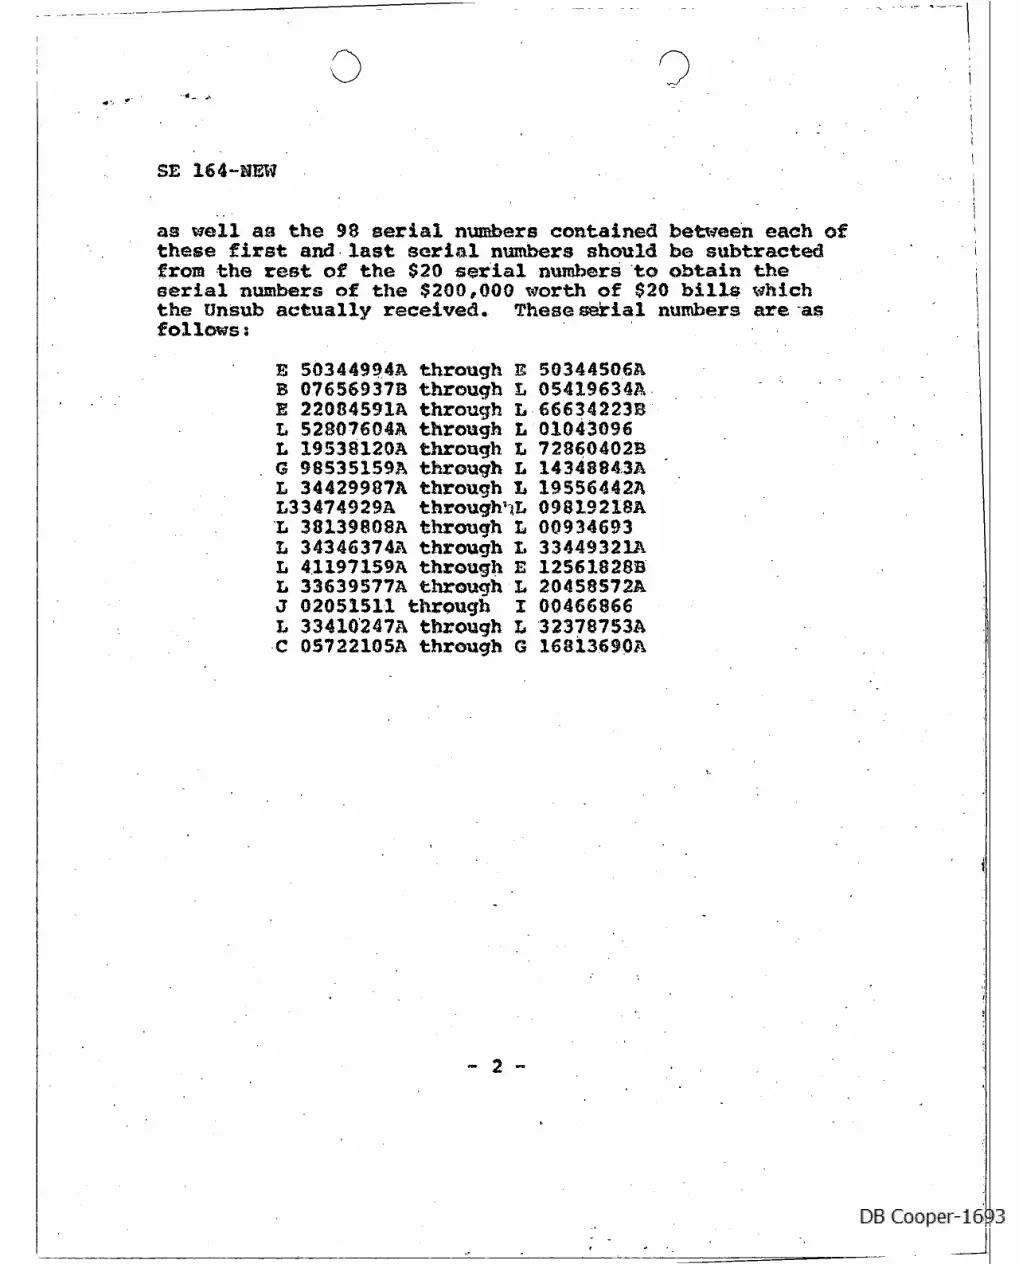 SE 164-NEW
as well as the 98 serial numbers contained between each of
these first and last serial numbers should be subtracted
from the rest of the $20 serial numbers to obtain the
serial numbers of the $200,000 worth of $20 bills which
the Unsub actually received. These serial numbers are as
follows:
E 50344994A through E 50344506A
B 07656937B through L 05419634A
E 22084591A through L 66634223B
L 52807604A through L 01043096
L 19538120A through L 72860402B
G 98535159A through L 14348843A
L 34429987A through L 19556442A
L33474929A through L 09819218A
L 38139808A through L 00934693
L 34346374A through L 33449321A
L 41197159A through E 12561828B
L 33639577A through L 20458572A
J 02051511 through I 00466866
L 33410247A through L 32378753A
C 05722105A through G 16813690A
- 2 -
DB Cooper-1693